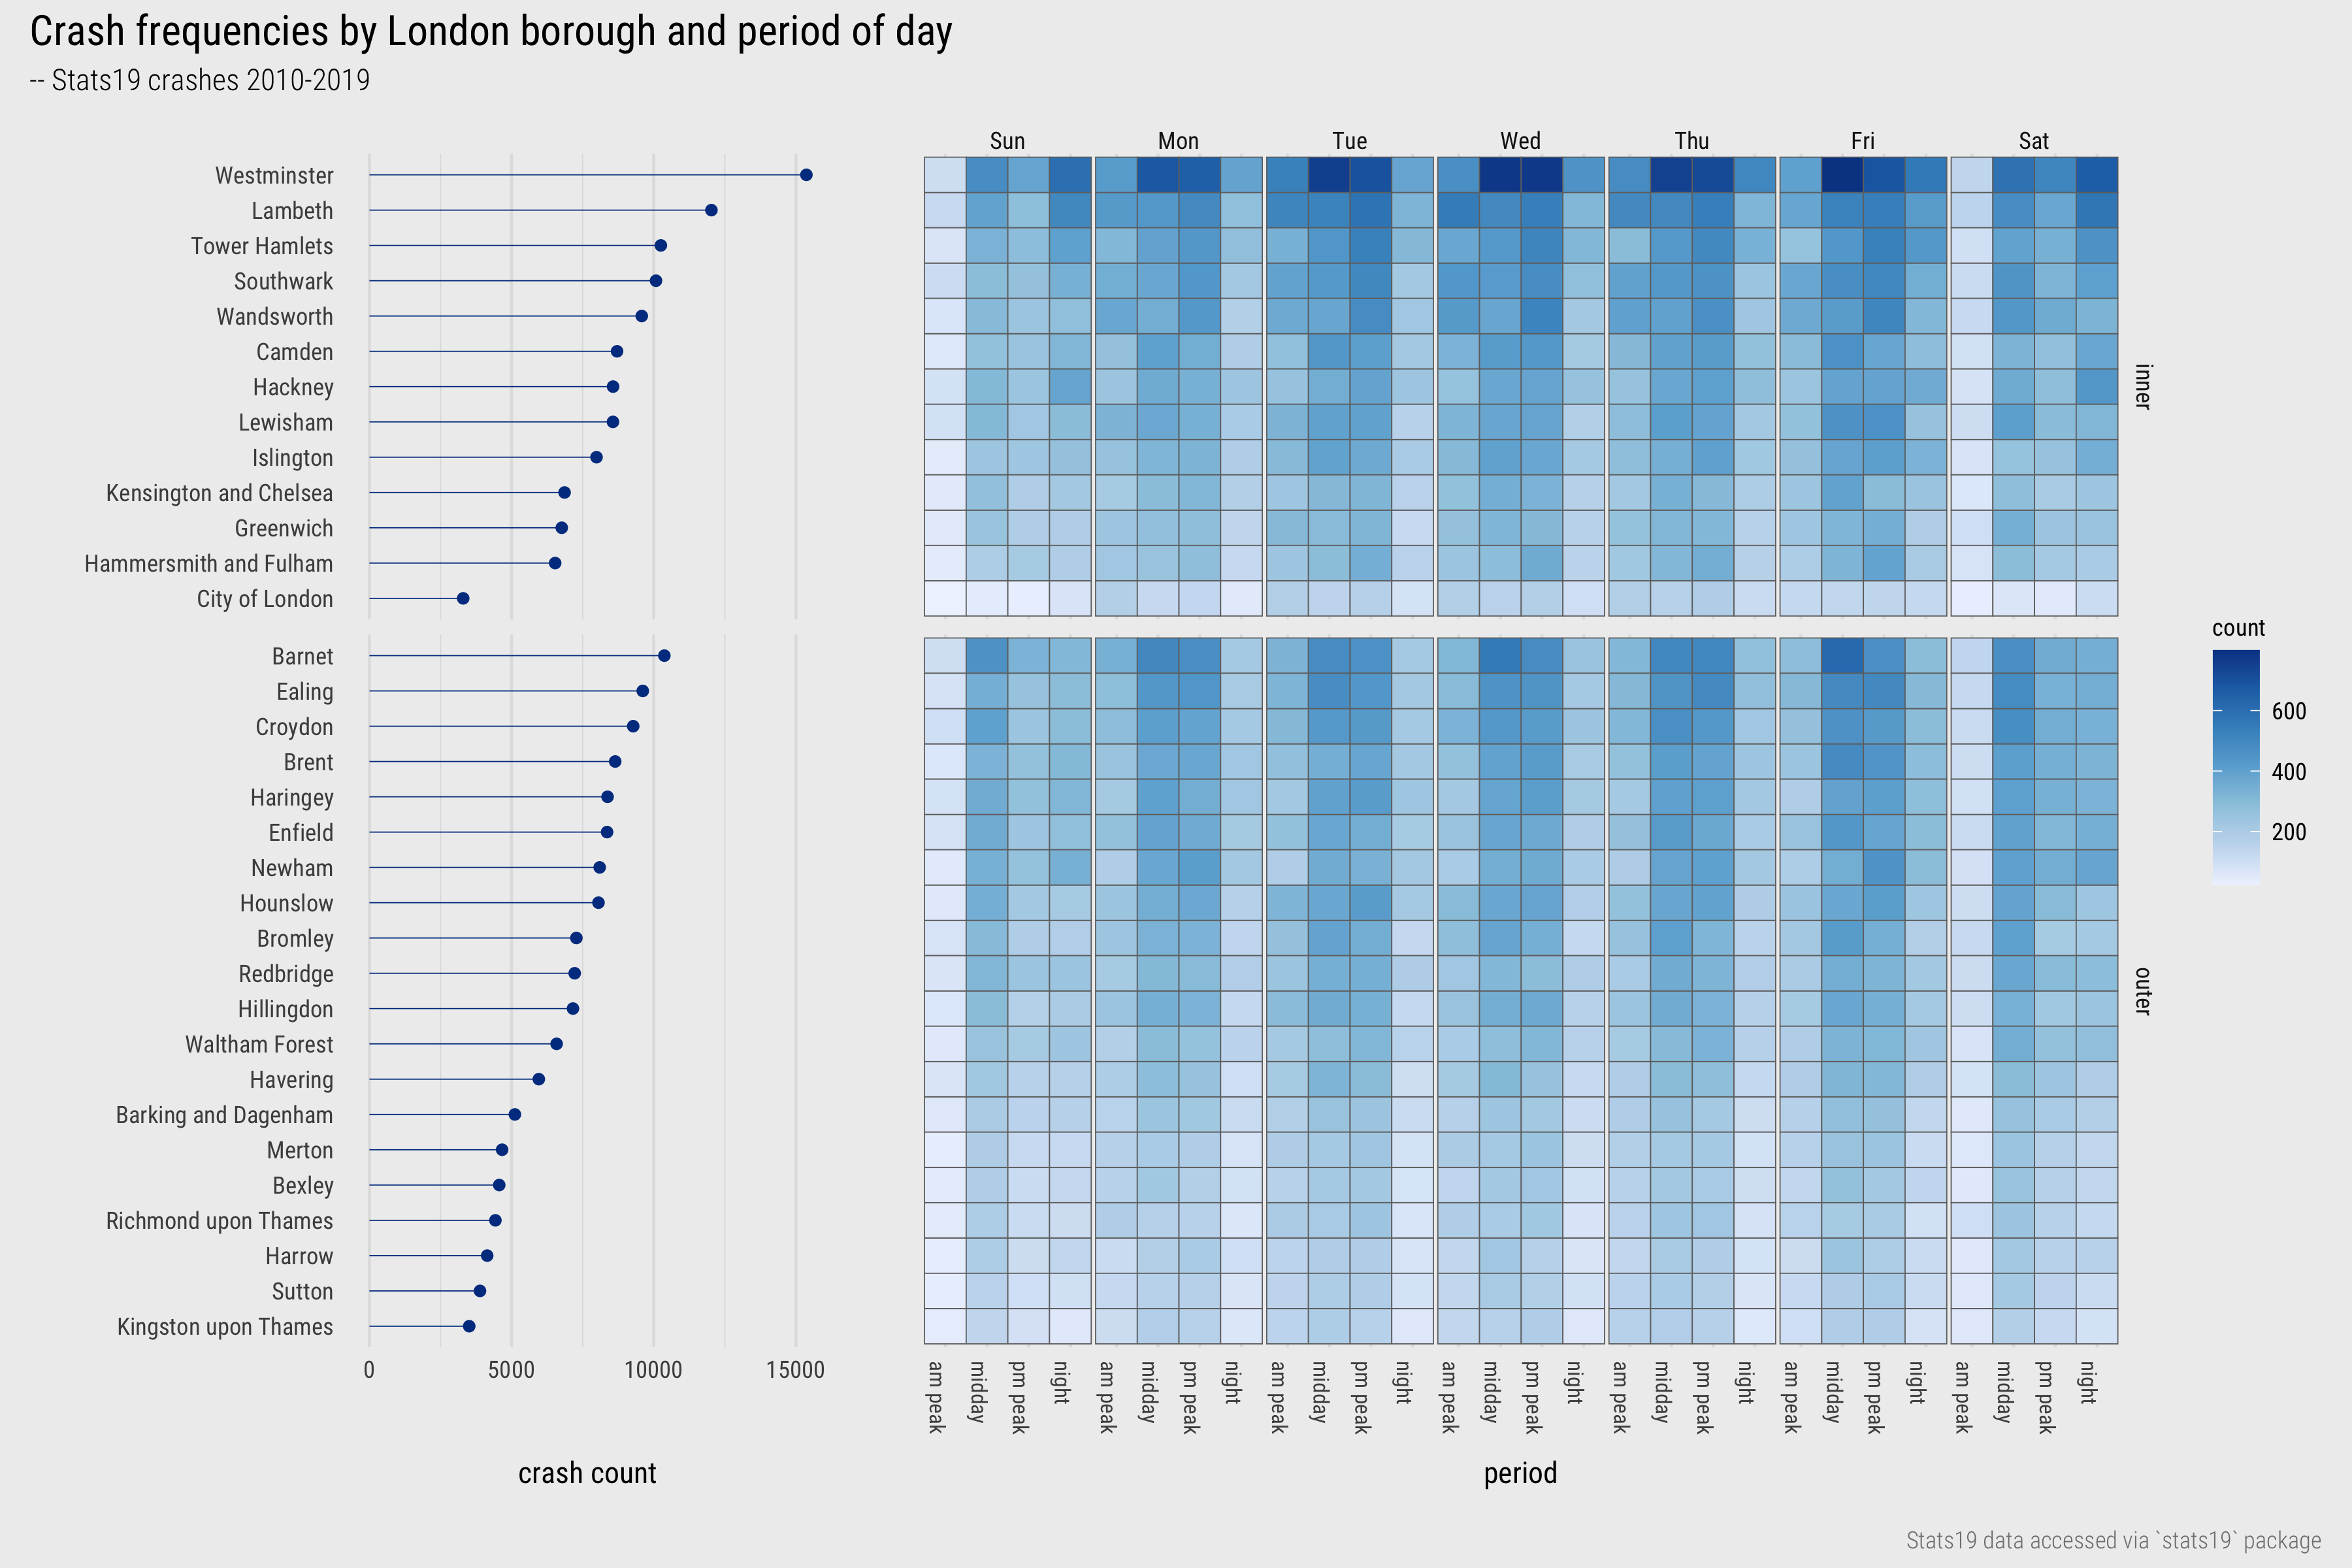 Crash frequencies by London borough and period of day
-- Stats19 crashes 2010-2019
Sun Mon Tue Wed Thu Fri Sat
Westminster
Lambeth
Tower Hamlets
Southwark
Wandsworth
Camden
Hackney
Lewisham
Islington
Kensington and Chelsea
Greenwich
Hammersmith and Fulham
City of London
inner
Barnet
Ealing
Croydon
Brent
Haringey
Enfield
Newham
Hounslow
Bromley
Redbridge
Hillingdon
Waltham Forest
Havering
Barking and Dagenham
Merton
Bexley
Richmond upon Thames
Harrow
Sutton
Kingston upon Thames
outer
count
600
400
200
0 5000 10000 15000
am peak midday pm peak night am peak midday pm peak night am peak midday pm peak night am peak midday pm peak night am peak midday pm peak night am peak midday pm peak night am peak midday pm peak night
crash count
period
Stats19 data accessed via `stats19` package